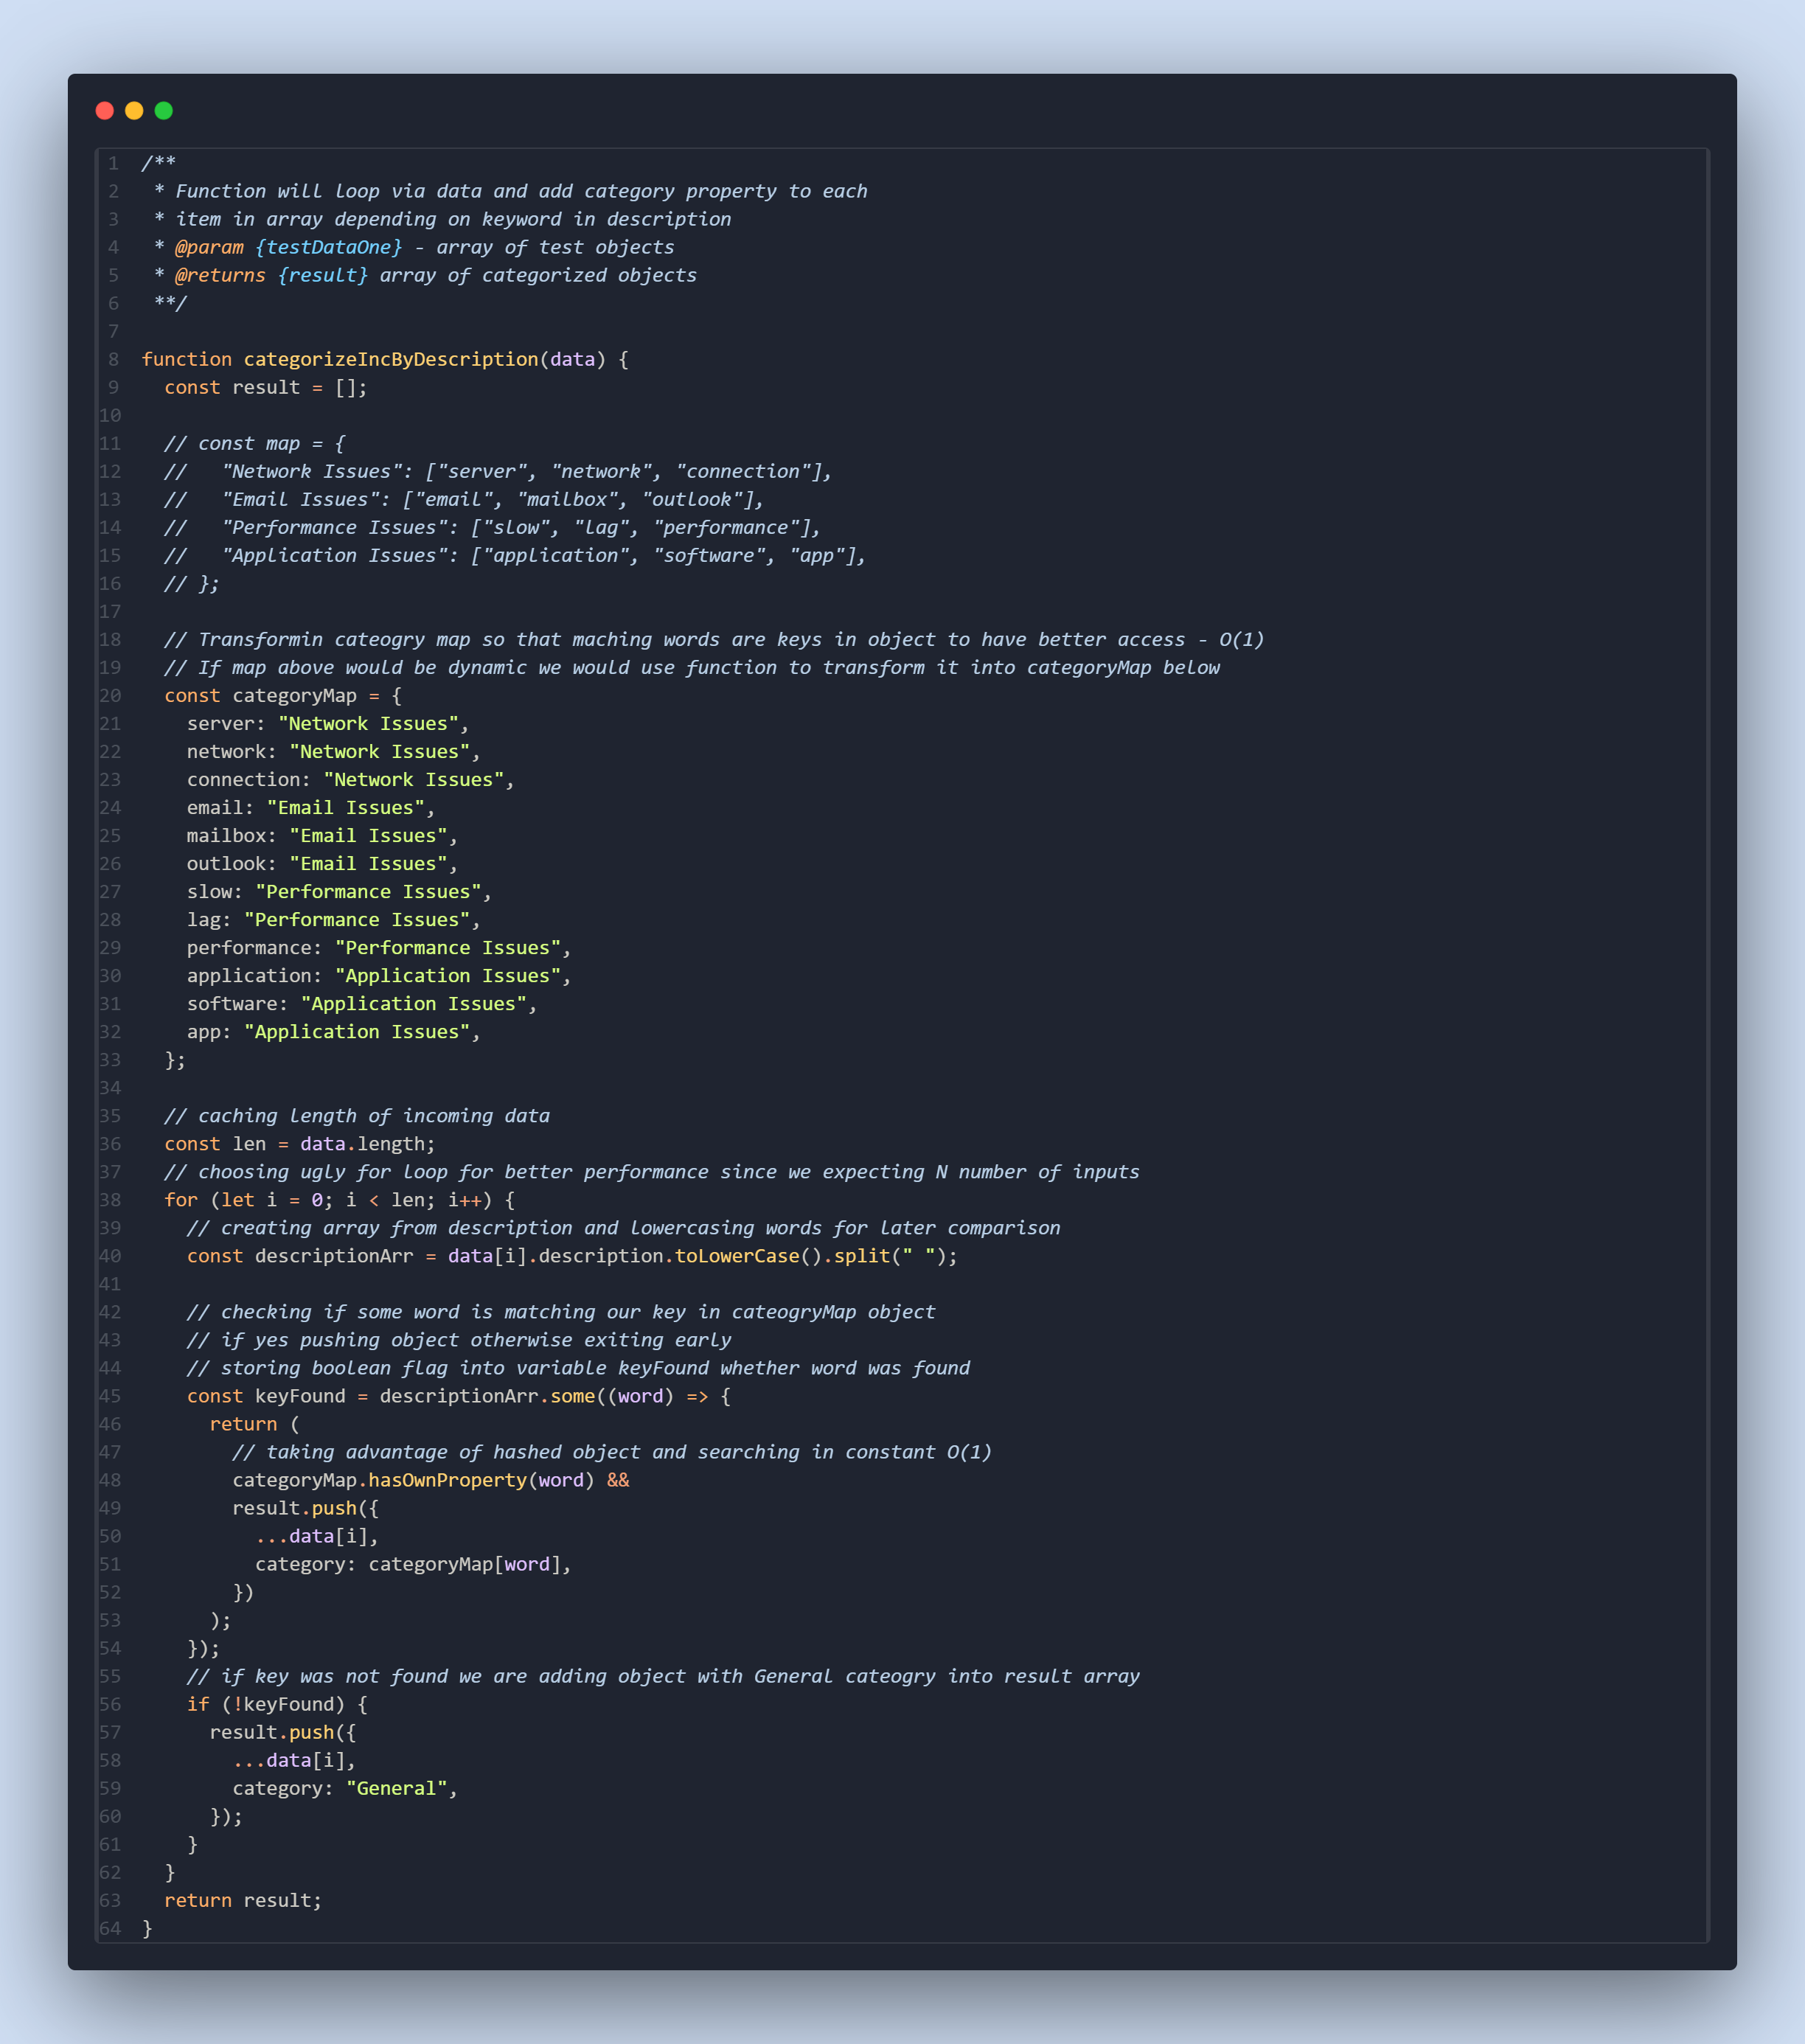 1 /**
2  * Function will loop via data and add category property to each
3  * item in array depending on keyword in description
4  * @param {testDataOne} - array of test objects
5  * @returns {result} array of categorized objects
6  **/
7
8 function categorizeIncByDescription(data) {
9   const result = [];
10
11   // const map = {
12   //   "Network Issues": ["server", "network", "connection"],
13   //   "Email Issues": ["email", "mailbox", "outlook"],
14   //   "Performance Issues": ["slow", "lag", "performance"],
15   //   "Application Issues": ["application", "software", "app"],
16   // };
17
18   // Transformin cateogry map so that maching words are keys in object to have better access - O(1)
19   // If map above would be dynamic we would use function to transform it into categoryMap below
20   const categoryMap = {
21     server: "Network Issues",
22     network: "Network Issues",
23     connection: "Network Issues",
24     email: "Email Issues",
25     mailbox: "Email Issues",
26     outlook: "Email Issues",
27     slow: "Performance Issues",
28     lag: "Performance Issues",
29     performance: "Performance Issues",
30     application: "Application Issues",
31     software: "Application Issues",
32     app: "Application Issues",
33   };
34
35   // caching length of incoming data
36   const len = data.length;
37   // choosing ugly for loop for better performance since we expecting N number of inputs
38   for (let i = 0; i < len; i++) {
39     // creating array from description and lowercasing words for later comparison
40     const descriptionArr = data[i].description.toLowerCase().split(" ");
41
42     // checking if some word is matching our key in cateogryMap object
43     // if yes pushing object otherwise exiting early
44     // storing boolean flag into variable keyFound whether word was found
45     const keyFound = descriptionArr.some((word) => {
46       return (
47         // taking advantage of hashed object and searching in constant O(1)
48         categoryMap.hasOwnProperty(word) &&
49         result.push({
50           ...data[i],
51           category: categoryMap[word],
52         })
53       );
54     });
55     // if key was not found we are adding object with General cateogry into result array
56     if (!keyFound) {
57       result.push({
58         ...data[i],
59         category: "General",
60       });
61     }
62   }
63   return result;
64 }